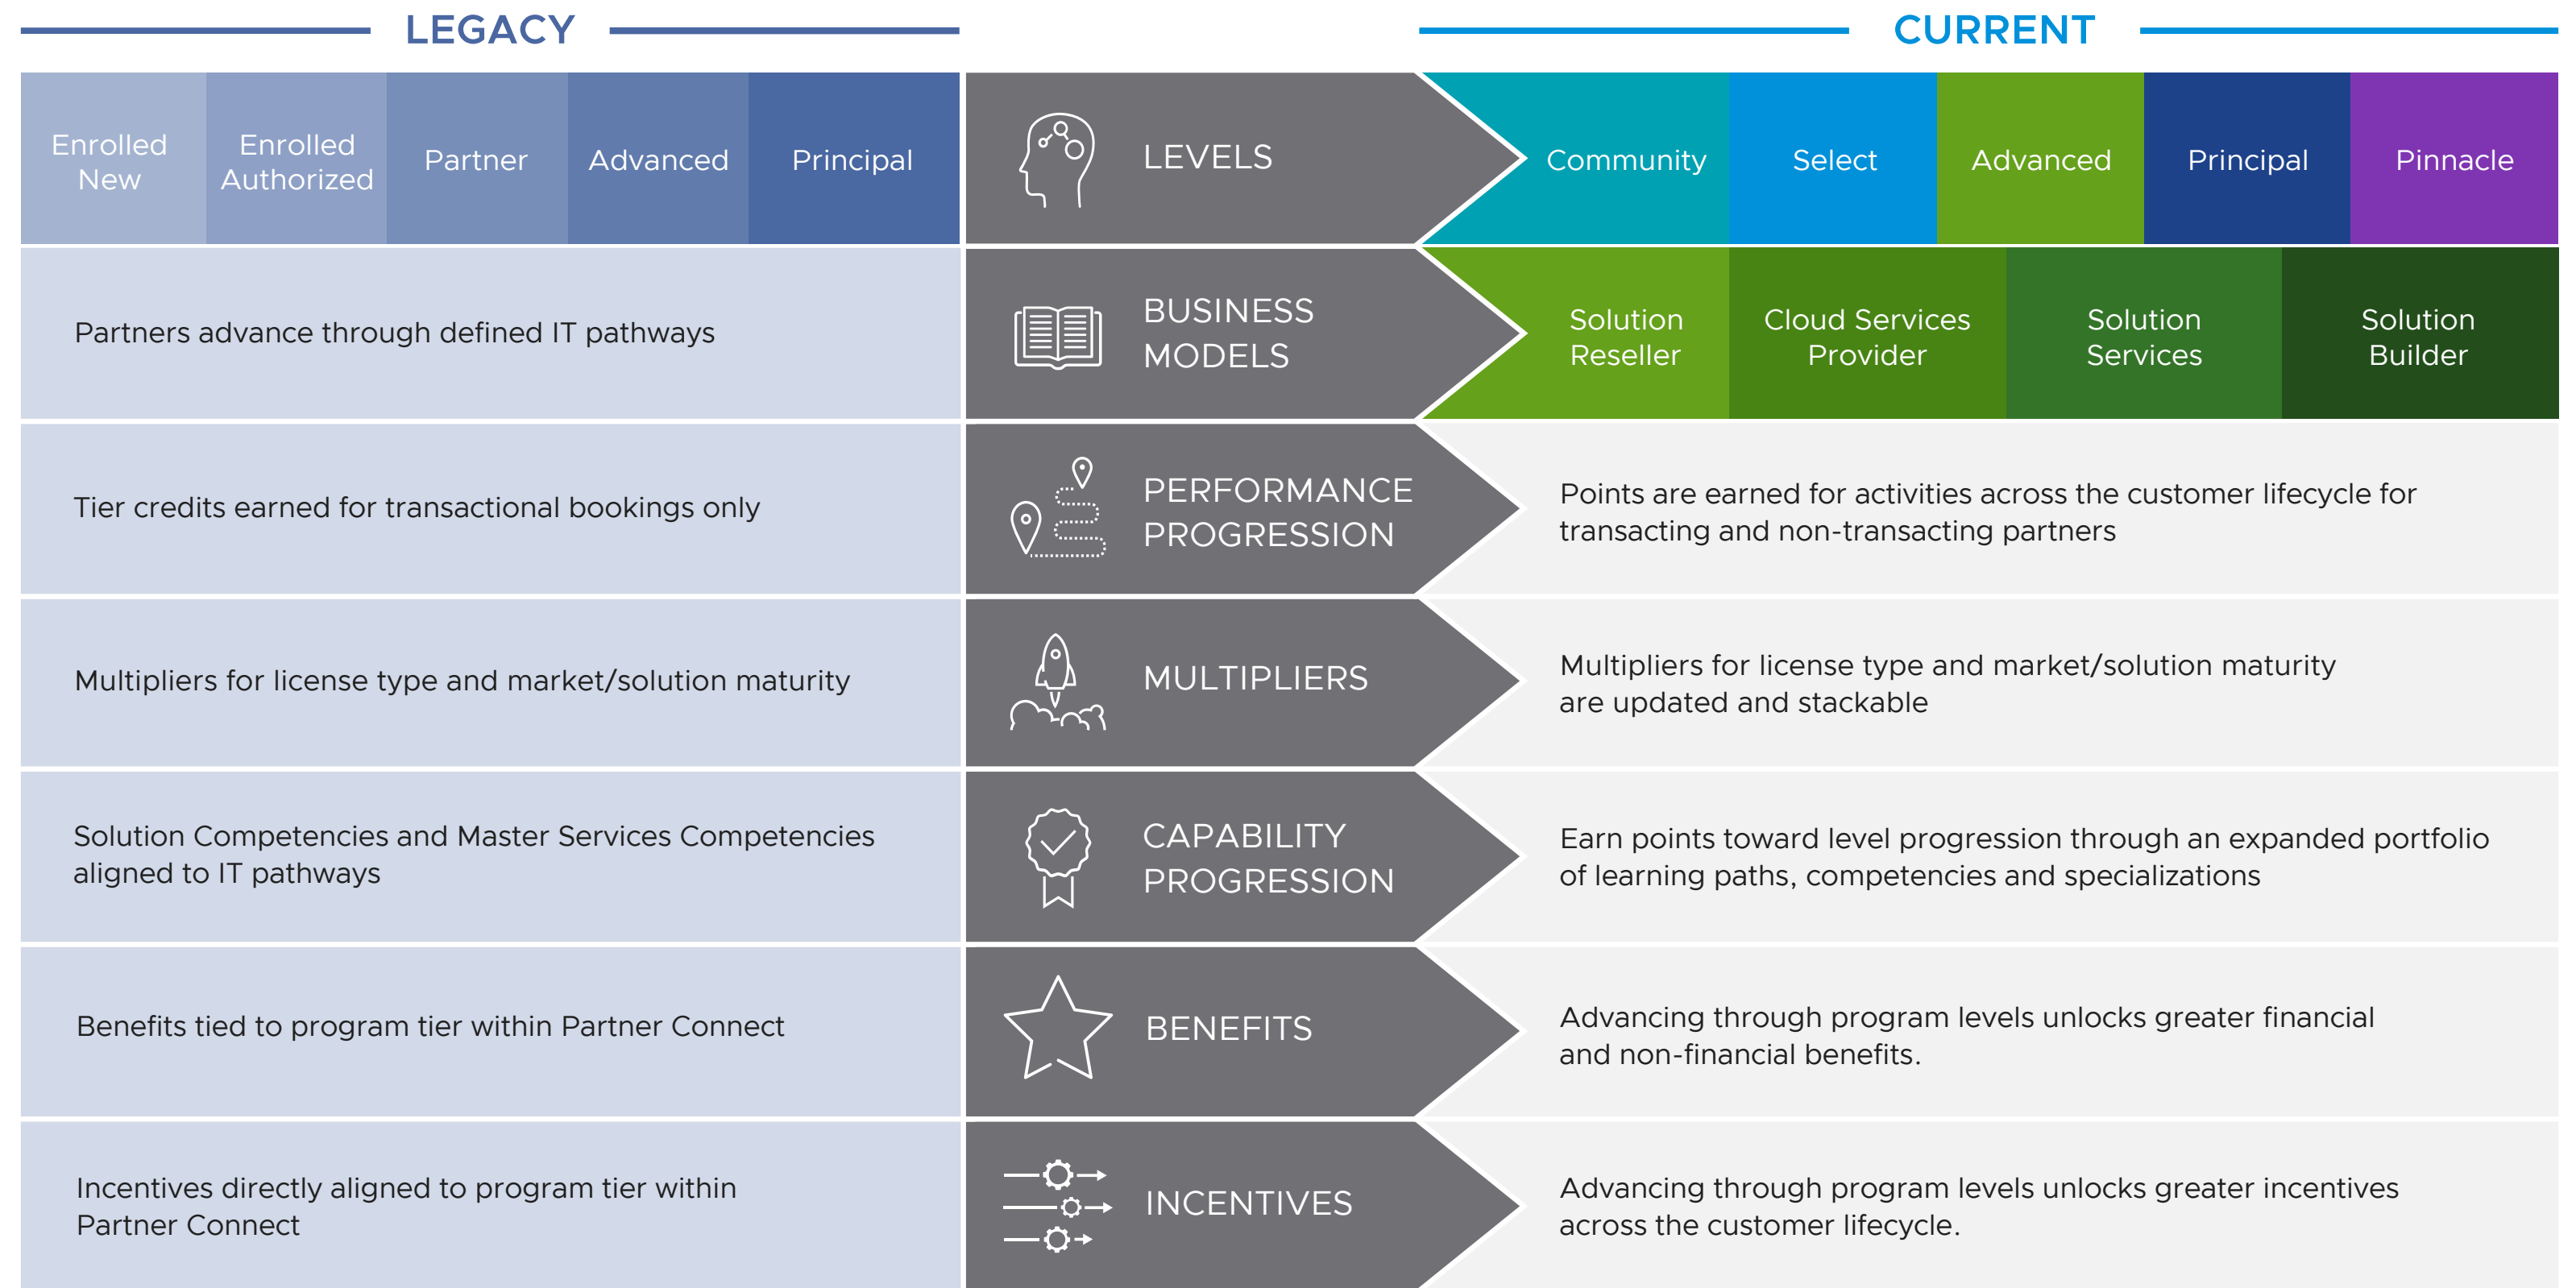 LEGACY
CURRENT
Enrolled
New
Enrolled
Authorized
Partner
Advanced
Principal
LEVELS
Community
Select
Advanced
Principal
Pinnacle
Partners advance through defined IT pathways
BUSINESS
MODELS
Solution
Reseller
Cloud Services
Provider
Solution
Services
Solution
Builder
Tier credits earned for transactional bookings only
PERFORMANCE
PROGRESSION
Points are earned for activities across the customer lifecycle for
transacting and non-transacting partners
Multipliers for license type and market/solution maturity
MULTIPLIERS
Multipliers for license type and market/solution maturity
are updated and stackable
Solution Competencies and Master Services Competencies
aligned to IT pathways
CAPABILITY
PROGRESSION
Earn points toward level progression through an expanded portfolio
of learning paths, competencies and specializations
Benefits tied to program tier within Partner Connect
BENEFITS
Advancing through program levels unlocks greater financial
and non-financial benefits.
Incentives directly aligned to program tier within
Partner Connect
INCENTIVES
Advancing through program levels unlocks greater incentives
across the customer lifecycle.